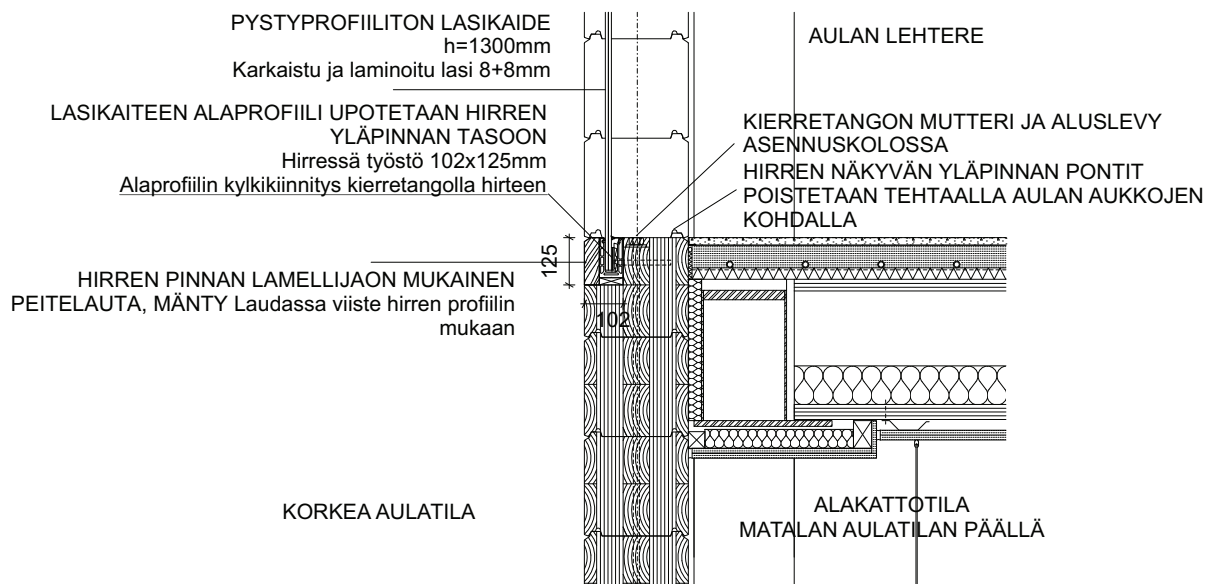 PYSTYPROFIILITON LASIKAIDE
h=1300mm
Karkaistu ja laminoitu lasi 8+8mm
LASIKAITEEN ALAPROFIILI UPOTETAAN HIRREN
YLÄPINNAN TASOON
Hirressä työstö 102x125mm
Alaprofiilin kylkikiinnitys kierretangolla hirteen
HIRREN PINNAN LAMELLIJAON MUKAINEN
PEITELAUTA, MÄNTY Laudassa viiste hirren profiilin
mukaan
125
102
KORKEA AULATILA
AULAN LEHTERE
KIERRETANGON MUTTERI JA ALUSLEVY
ASENNUSKOLOSSA
HIRREN NÄKYVÄN YLÄPINNAN PONTIT
POISTETAAN TEHTAALLA AULAN AUKKOJEN
KOHDALLA
ALAKATTOTILA
MATALAN AULATILAN PÄÄLLÄ